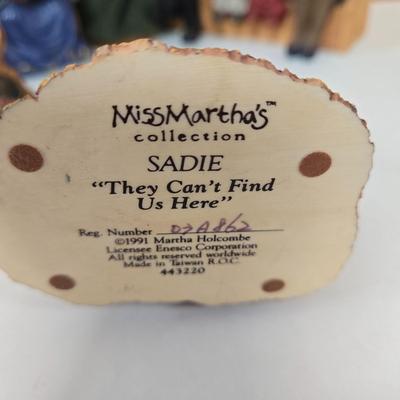 MissMartha's™
collection
SADIE
"They Can't Find
Us Here"
Reg. Number 07A862
©1991 Martha Holcombe
Licensee Enesco Corporation
All rights reserved worldwide
Made in Taiwan R.O.C.
443220